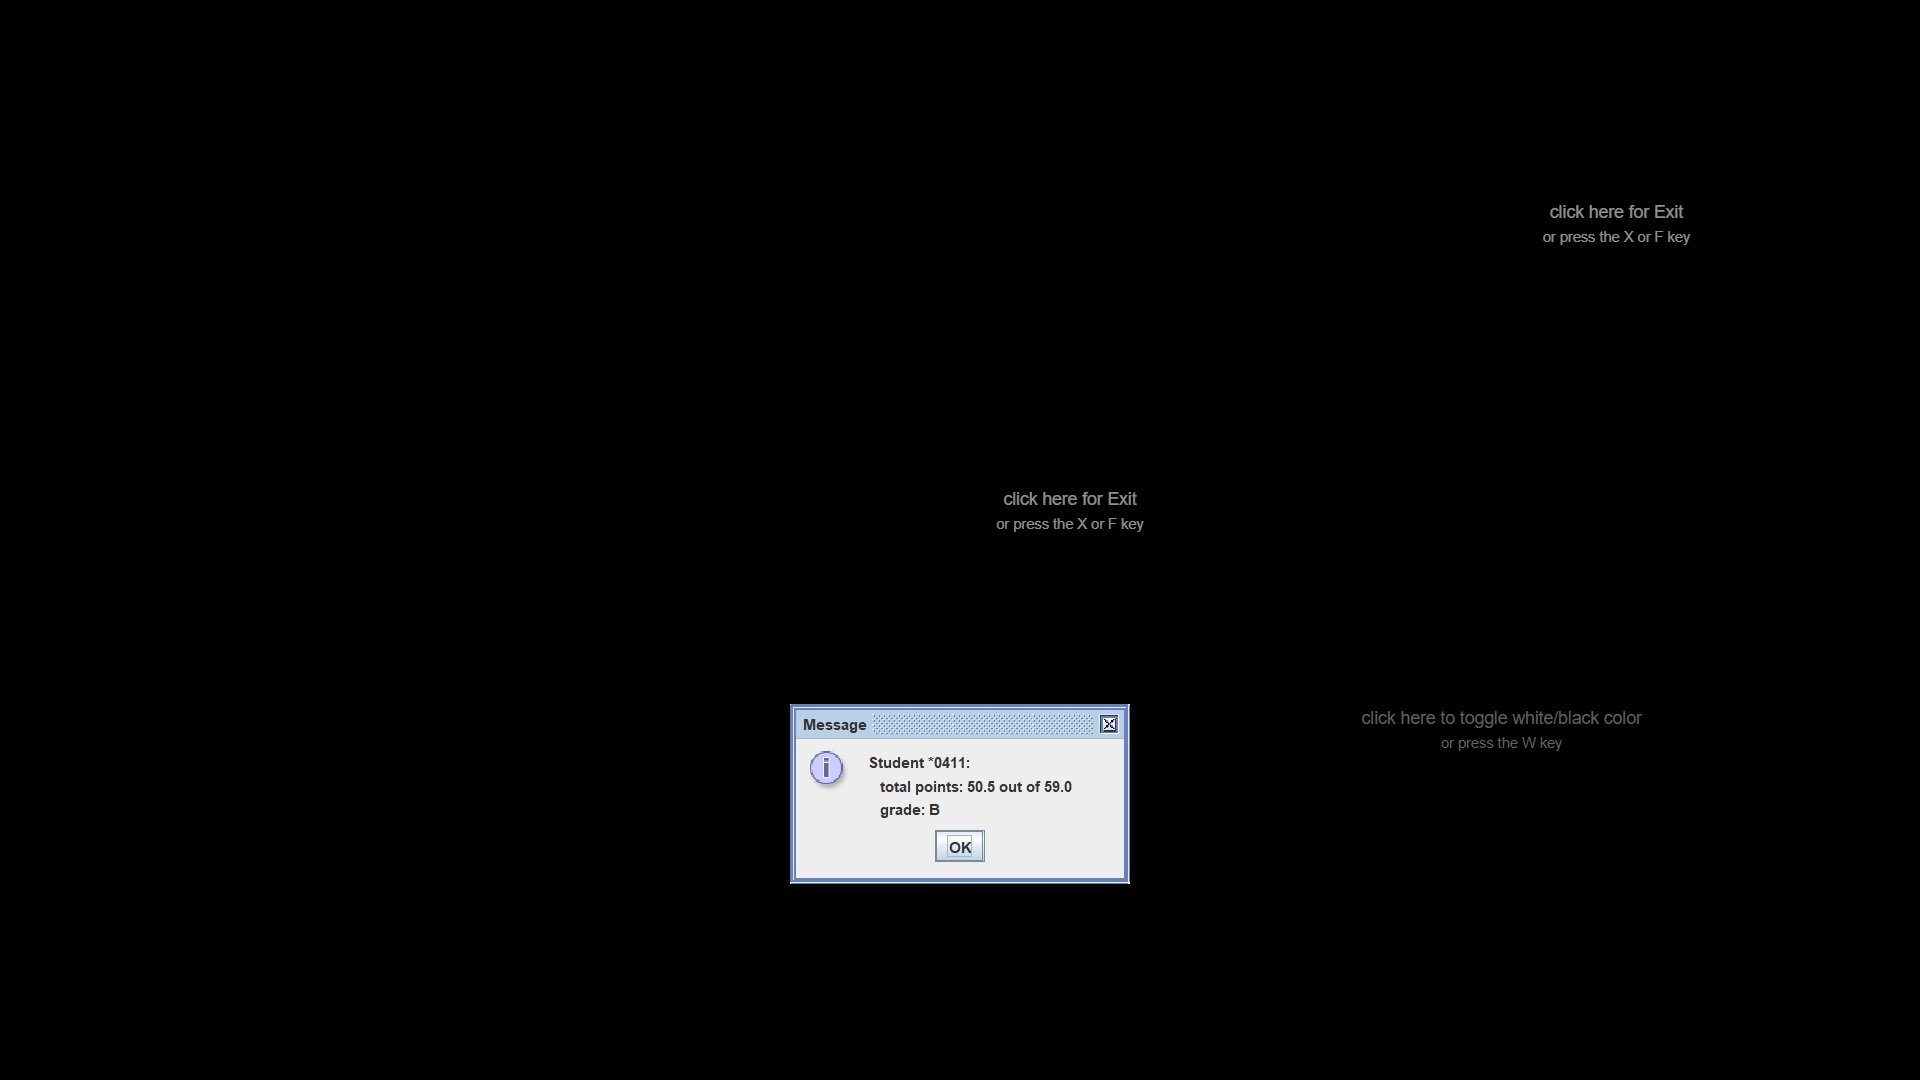 click here for Exit
or press the X or F key
click here for Exit
or press the X or F key
click here to toggle white/black color
or press the W key
Message
Student *0411:
total points: 50.5 out of 59.0
grade: B
OK